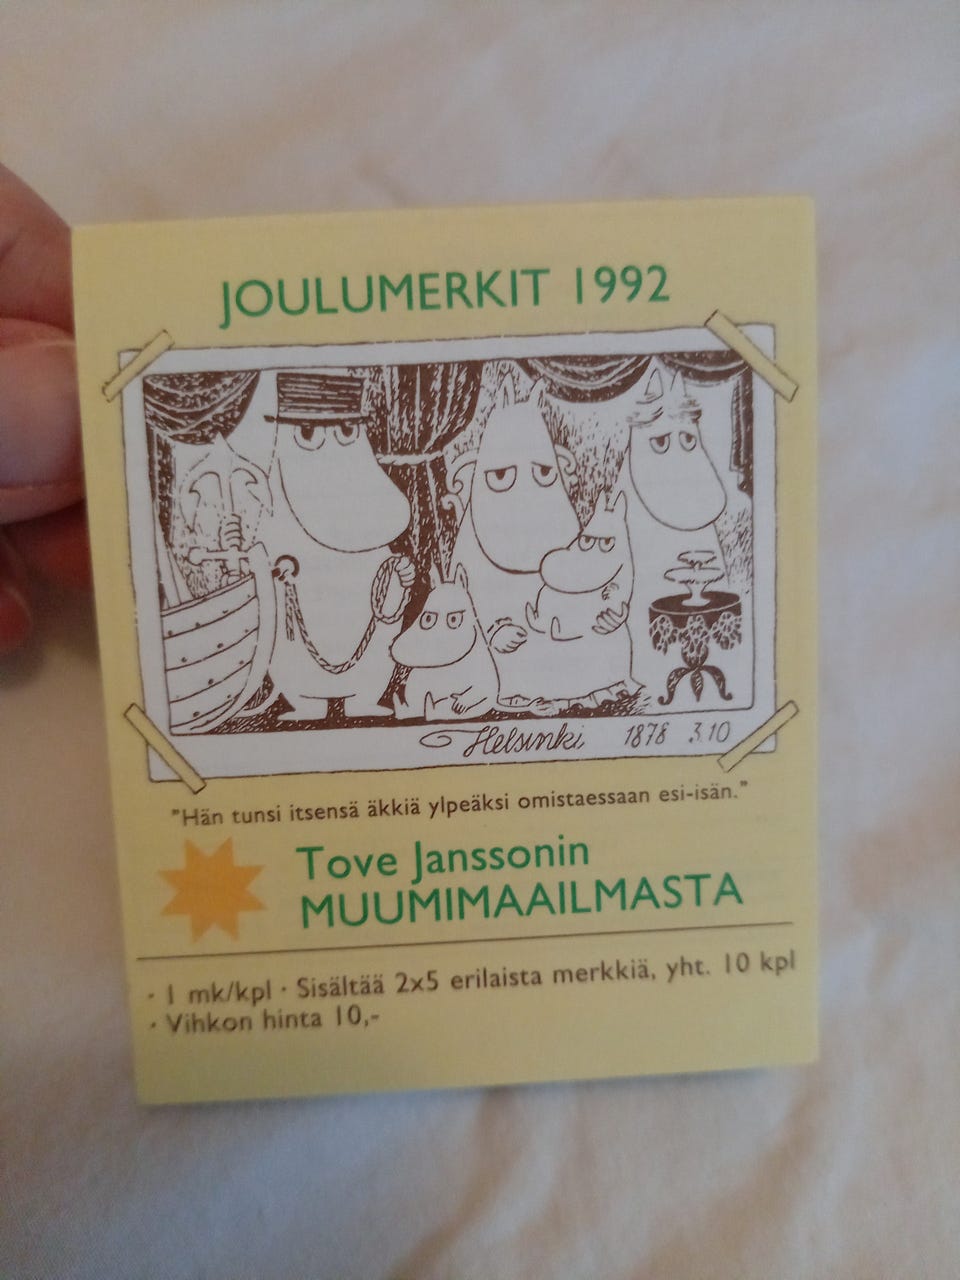 JOULUMERKIT 1992
Helsinki 1878 3.10
"Hän tunsi itsensä äkkiä ylpeäksi omistaessaan esi-isän."
Tove Janssonin
MUUMIMAAILMASTA
· 1 mk/kpl · Sisältää 2x5 erilaista merkkiä, yht. 10 kpl
· Vihkon hinta 10,-